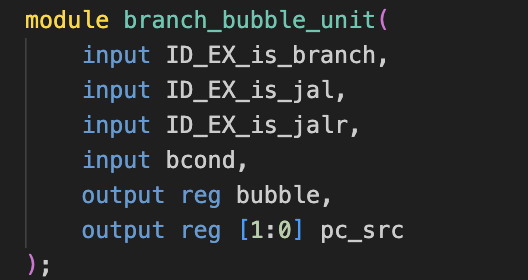 module branch_bubble_unit(
    input ID_EX_is_branch,
    input ID_EX_is_jal,
    input ID_EX_is_jalr,
    input bcond,
    output reg bubble,
    output reg [1:0] pc_src
);